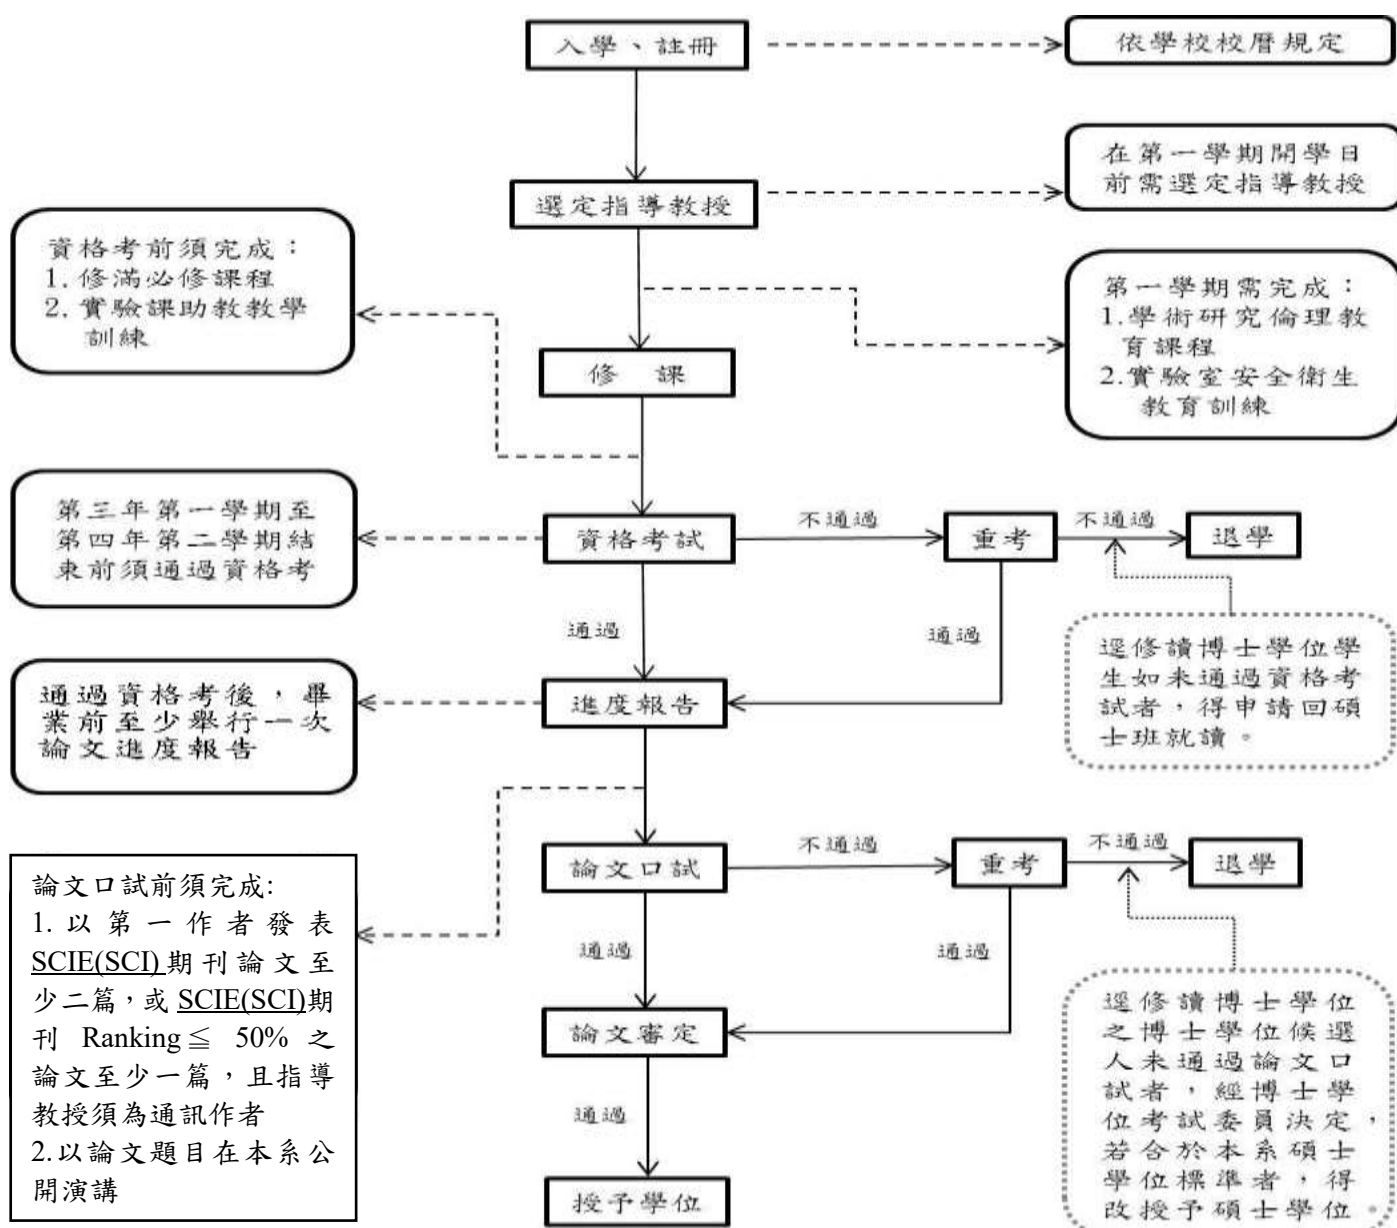 入學、註冊
依學校校曆規定
在第一學期開學日
前需選定指導教授
選定指導教授
資格考前須完成：
1. 修滿必修課程
2. 實驗課助教教學
訓練
第一學期需完成：
1.學術研究倫理教
育課程
2.實驗室安全衛生
教育訓練
修 課
第三年第一學期至
第四年第二學期結
束前須通過資格考
資格考試
不通過
重考
不通過
退學
通過
通過
逕修讀博士學位學
生如未通過資格考
試者，得申請回碩
士班就讀。
通過資格考後，畢
業前至少舉行一次
論文進度報告
進度報告
論文口試前須完成:
1. 以第一作者發表
SCIE(SCI)期刊論文至
少二篇，或 SCIE(SCI)期
刊 Ranking≦ 50% 之
論文至少一篇，且指導
教授須為通訊作者
2.以論文題目在本系公
開演講
論文口試
不通過
重考
不通過
退學
通過
通過
逕修讀博士學位
之博士學位候選
人未通過論文口
試者，經博士學
位考試委員決定，
若合於本系碩士
學位標準者，得
改授予碩士學位。
論文審定
通過
授予學位